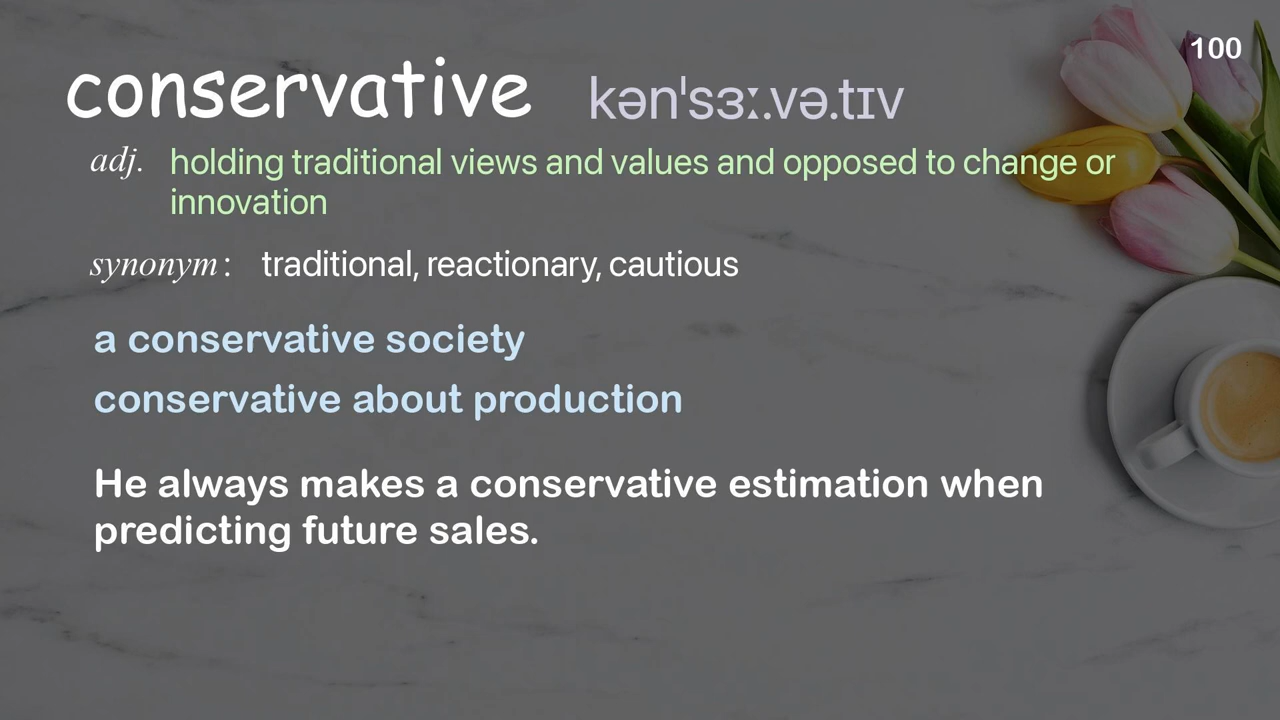 100
conservative kən'sɜː.və.tɪv
adj. holding traditional views and values and opposed to change or
innovation
synonym : traditional, reactionary, cautious
a conservative society
conservative about production
He always makes a conservative estimation when
predicting future sales.